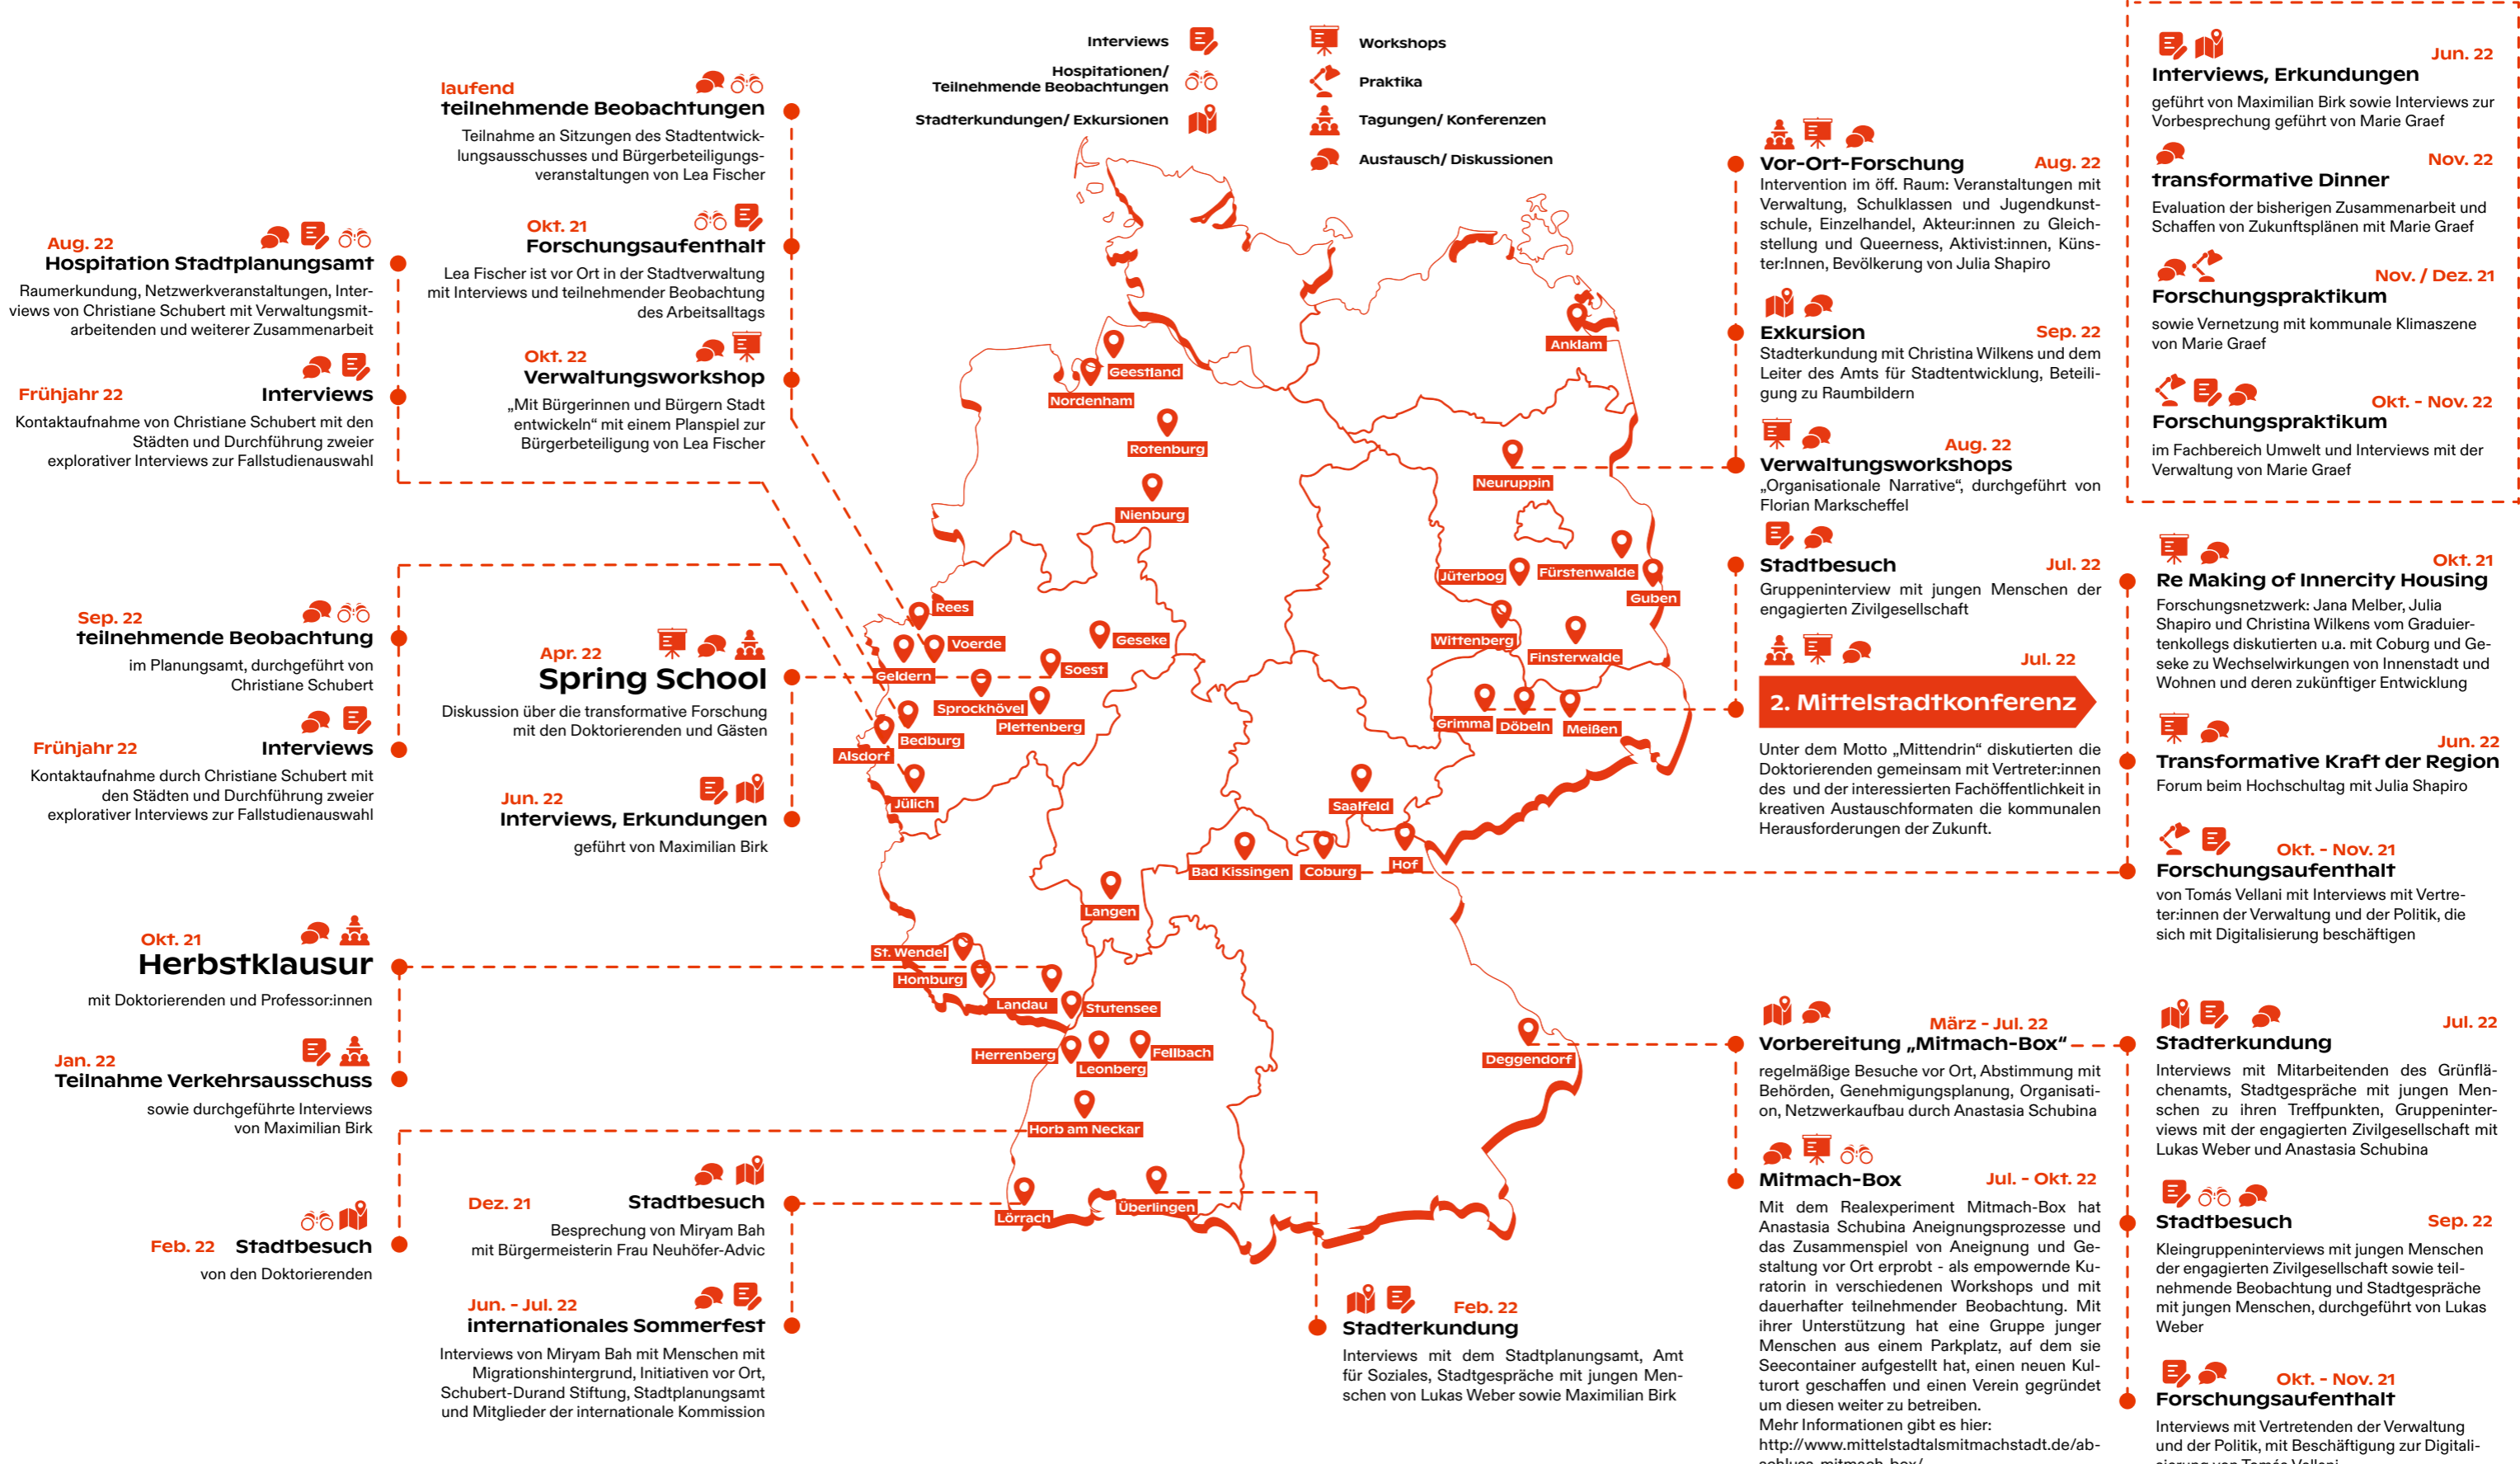 Interviews
Hospitationen/
Teilnehmende Beobachtungen
Stadterkundungen/ Exkursionen
Workshops
Praktika
Tagungen/ Konferenzen
Austausch/ Diskussionen
laufend
teilnehmende Beobachtungen
Teilnahme an Sitzungen des Stadtentwick-
lungsausschusses und Bürgerbeteiligungs-
veranstaltungen von Lea Fischer
Okt. 21
Forschungsaufenthalt
Lea Fischer ist vor Ort in der Stadtverwaltung
mit Interviews und teilnehmender Beobachtung
des Arbeitsalltags
Okt. 22
Verwaltungsworkshop
„Mit Bürgerinnen und Bürgern Stadt
entwickeln“ mit einem Planspiel zur
Bürgerbeteiligung von Lea Fischer
Aug. 22
Hospitation Stadtplanungsamt
Raumerkundung, Netzwerkveranstaltungen, Inter-
views von Christiane Schubert mit Verwaltungsmit-
arbeitenden und weiterer Zusammenarbeit
Frühjahr 22 Interviews
Kontaktaufnahme von Christiane Schubert mit den
Städten und Durchführung zweier
explorativer Interviews zur Fallstudienauswahl
Sep. 22
teilnehmende Beobachtung
im Planungsamt, durchgeführt von
Christiane Schubert
Frühjahr 22 Interviews
Kontaktaufnahme durch Christiane Schubert mit
den Städten und Durchführung zweier
explorativer Interviews zur Fallstudienauswahl
Apr. 22
Spring School
Diskussion über die transformative Forschung
mit den Doktorierenden und Gästen
Jun. 22
Interviews, Erkundungen
geführt von Maximilian Birk
Okt. 21
Herbstklausur
mit Doktorierenden und Professor:innen
Jan. 22
Teilnahme Verkehrsausschuss
sowie durchgeführte Interviews
von Maximilian Birk
Feb. 22 Stadtbesuch
von den Doktorierenden
Dez. 21 Stadtbesuch
Besprechung von Miryam Bah
mit Bürgermeisterin Frau Neuhöfer-Advic
Jun. - Jul. 22
internationales Sommerfest
Interviews von Miryam Bah mit Menschen mit
Migrationshintergrund, Initiativen vor Ort,
Schubert-Durand Stiftung, Stadtplanungsamt
und Mitglieder der internationale Kommission
Anklam
Geestland
Nordenham
Rotenburg
Neuruppin
Nienburg
Jüterbog
Fürstenwalde
Guben
Rees
Voerde
Geseke
Wittenberg
Finsterwalde
Geldern
Soest
Sprockhövel
Plettenberg
Grimma
Döbeln
Meißen
Bedburg
Alsdorf
Jülich
Saalfeld
Hof
Bad Kissingen
Coburg
Langen
St. Wendel
Homburg
Landau
Stutensee
Herrenberg
Leonberg
Fellbach
Deggendorf
Horb am Neckar
Lörrach
Überlingen
Feb. 22
Stadterkundung
Interviews mit dem Stadtplanungsamt, Amt
für Soziales, Stadtgespräche mit jungen Men-
schen von Lukas Weber sowie Maximilian Birk
Vor-Ort-Forschung Aug. 22
Intervention im öff. Raum: Veranstaltungen mit
Verwaltung, Schulklassen und Jugendkunst-
schule, Einzelhandel, Akteur:innen zu Gleich-
stellung und Queerness, Aktivist:innen, Küns-
ter:Innen, Bevölkerung von Julia Shapiro
Exkursion Sep. 22
Stadterkundung mit Christina Wilkens und dem
Leiter des Amts für Stadtentwicklung, Beteili-
gung zu Raumbildern
Aug. 22
Verwaltungsworkshops
„Organisationale Narrative“, durchgeführt von
Florian Markscheffel
Stadtbesuch Jul. 22
Gruppeninterview mit jungen Menschen der
engagierten Zivilgesellschaft
Jul. 22
2. Mittelstadtkonferenz
Unter dem Motto „Mittendrin“ diskutierten die
Doktorierenden gemeinsam mit Vertreter:innen
des und der interessierten Fachöffentlichkeit in
kreativen Austauschformaten die kommunalen
Herausforderungen der Zukunft.
März - Jul. 22
Vorbereitung „Mitmach-Box“
regelmäßige Besuche vor Ort, Abstimmung mit
Behörden, Genehmigungsplanung, Organisati-
on, Netzwerkaufbau durch Anastasia Schubina
Mitmach-Box Jul. - Okt. 22
Mit dem Realexperiment Mitmach-Box hat
Anastasia Schubina Aneignungsprozesse und
das Zusammenspiel von Aneignung und Ge-
staltung vor Ort erprobt - als empowernde Ku-
ratorin in verschiedenen Workshops und mit
dauerhafter teilnehmender Beobachtung. Mit
ihrer Unterstützung hat eine Gruppe junger
Menschen aus einem Parkplatz, auf dem sie
Seecontainer aufgestellt hat, einen neuen Kul-
turort geschaffen und einen Verein gegründet
um diesen weiter zu betreiben.
Mehr Informationen gibt es hier:
http://www.mittelstadtalsmitmachstadt.de/ab-
schluss-mitmach-box/
Jun. 22
Interviews, Erkundungen
geführt von Maximilian Birk sowie Interviews zur
Vorbesprechung geführt von Marie Graef
Nov. 22
transformative Dinner
Evaluation der bisherigen Zusammenarbeit und
Schaffen von Zukunftsplänen mit Marie Graef
Nov. / Dez. 21
Forschungspraktikum
sowie Vernetzung mit kommunale Klimaszene
von Marie Graef
Okt. - Nov. 22
Forschungspraktikum
im Fachbereich Umwelt und Interviews mit der
Verwaltung von Marie Graef
Okt. 21
Re Making of Innercity Housing
Forschungsnetzwerk: Jana Melber, Julia
Shapiro und Christina Wilkens vom Graduier-
tenkollegs diskutierten u.a. mit Coburg und Ge-
seke zu Wechselwirkungen von Innenstadt und
Wohnen und deren zukünftiger Entwicklung
Jun. 22
Transformative Kraft der Region
Forum beim Hochschultag mit Julia Shapiro
Okt. - Nov. 21
Forschungsaufenthalt
von Tomás Vellani mit Interviews mit Vertre-
ter:innen der Verwaltung und der Politik, die
sich mit Digitalisierung beschäftigen
Jul. 22
Stadterkundung
Interviews mit Mitarbeitenden des Grünflä-
chenamts, Stadtgespräche mit jungen Men-
schen zu ihren Treffpunkten, Gruppeninter-
views mit der engagierten Zivilgesellschaft mit
Lukas Weber und Anastasia Schubina
Stadtbesuch Sep. 22
Kleingruppeninterviews mit jungen Menschen
der engagierten Zivilgesellschaft sowie teil-
nehmende Beobachtung und Stadtgespräche
mit jungen Menschen, durchgeführt von Lukas
Weber
Okt. - Nov. 21
Forschungsaufenthalt
Interviews mit Vertretenden der Verwaltung
und der Politik, mit Beschäftigung zur Digitali-
sierung von Tomás Vellani